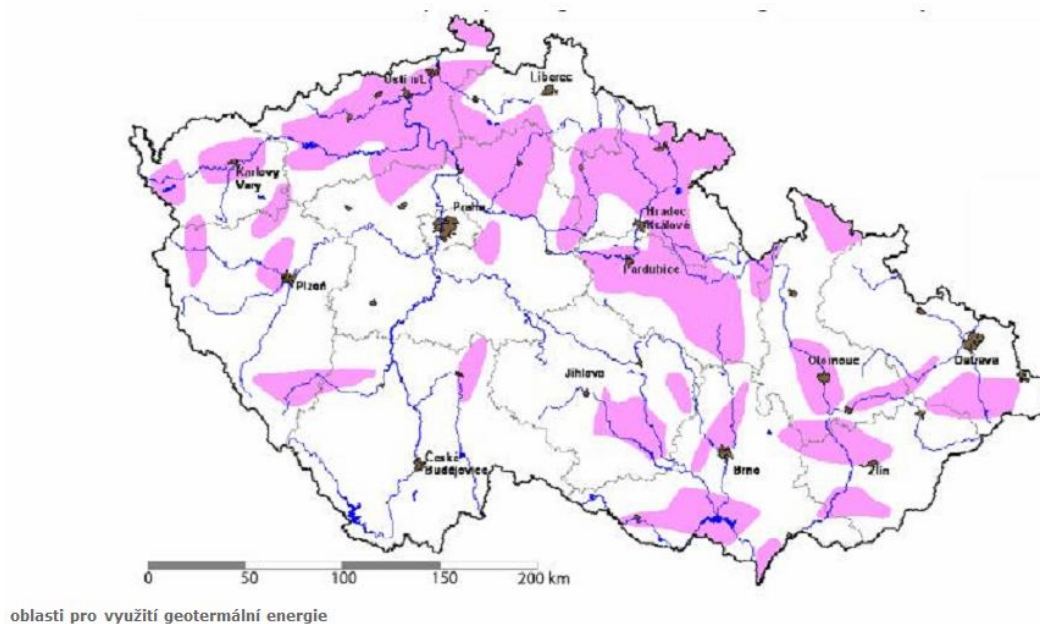 Ústí n/L
Liberec
Karlovy
Vary
Praha
Hradec
Králové
Pardubice
Plzeň
Olomouc
Ostrava
Jihlava
České
Budějovice
Brno
Zlín
0 50 100 150 200 km
oblasti pro využití geotermální energie